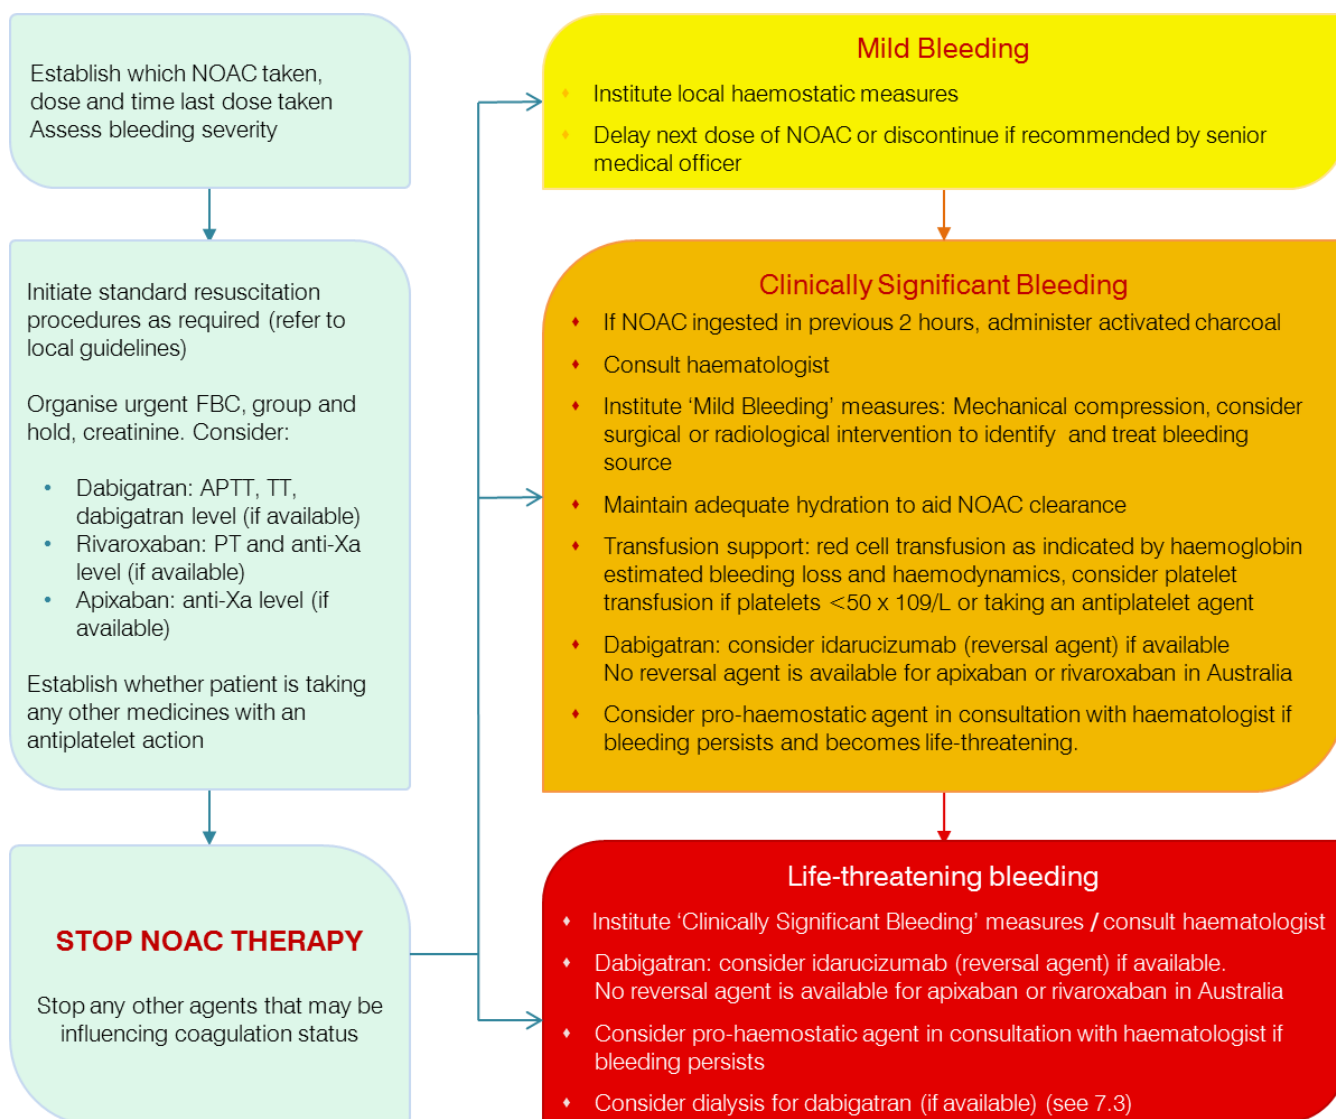 Establish which NOAC taken,
dose and time last dose taken
Assess bleeding severity
Initiate standard resuscitation
procedures as required (refer to
local guidelines)
Organise urgent FBC, group and
hold, creatinine. Consider:
• Dabigatran: APTT, TT,
dabigatran level (if available)
• Rivaroxaban: PT and anti-Xa
level (if available)
• Apixaban: anti-Xa level (if
available)
Establish whether patient is taking
any other medicines with an
antiplatelet action
STOP NOAC THERAPY
Stop any other agents that may be
influencing coagulation status
Mild Bleeding
♦ Institute local haemostatic measures
♦ Delay next dose of NOAC or discontinue if recommended by senior
medical officer
Clinically Significant Bleeding
♦ If NOAC ingested in previous 2 hours, administer activated charcoal
♦ Consult haematologist
♦ Institute ‘Mild Bleeding’ measures: Mechanical compression, consider
surgical or radiological intervention to identify and treat bleeding
source
♦ Maintain adequate hydration to aid NOAC clearance
♦ Transfusion support: red cell transfusion as indicated by haemoglobin
estimated bleeding loss and haemodynamics, consider platelet
transfusion if platelets <50 x 109/L or taking an antiplatelet agent
♦ Dabigatran: consider idarucizumab (reversal agent) if available
No reversal agent is available for apixaban or rivaroxaban in Australia
♦ Consider pro-haemostatic agent in consultation with haematologist if
bleeding persists and becomes life-threatening.
Life-threatening bleeding
♦ Institute ‘Clinically Significant Bleeding’ measures / consult haematologist
♦ Dabigatran: consider idarucizumab (reversal agent) if available.
No reversal agent is available for apixaban or rivaroxaban in Australia
♦ Consider pro-haemostatic agent in consultation with haematologist if
bleeding persists
♦ Consider dialysis for dabigatran (if available) (see 7.3)